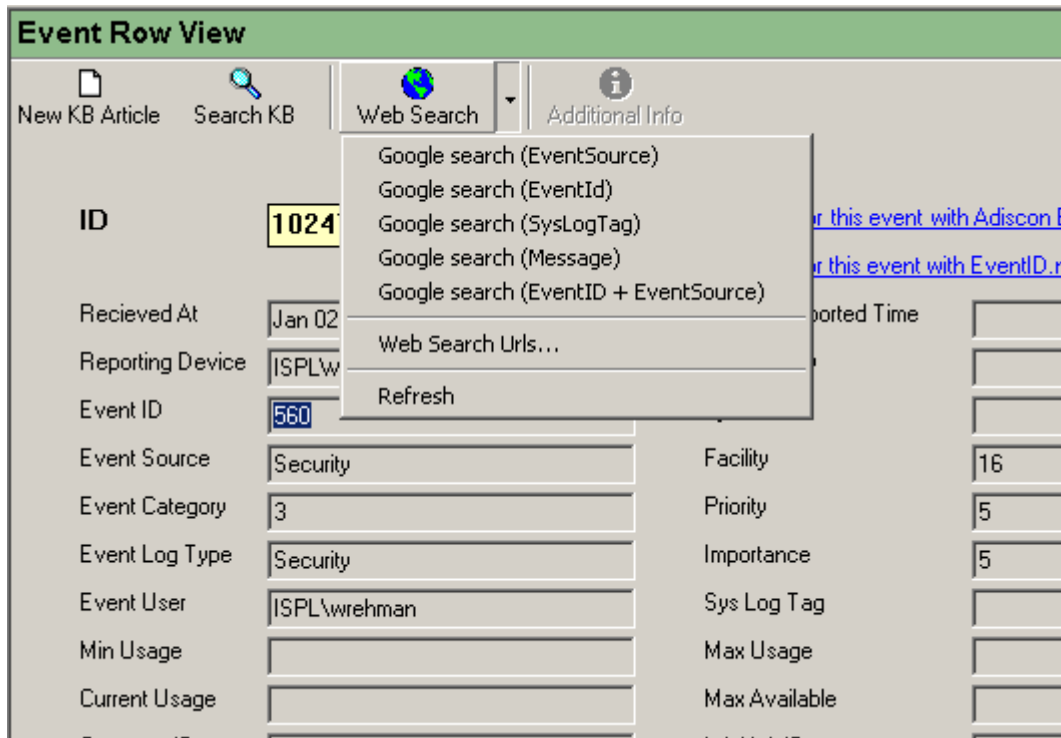 Event Row View
New KB Article Search KB Web Search Additional Info
Google search (EventSource)
Google search (EventId)
Google search (SysLogTag)
Google search (Message)
Google search (EventID + EventSource)
Web Search Urls...
Refresh
ID 1024
this event with Adiscon
this event with
Recieved At Jan 02 Time
Reporting Device
Event ID 560
Event Source Security Facility 16
Event Category 3 Priority 5
Event Log Type Security Importance 5
Event User ISPL\wrehman Sys Log Tag
Min Usage Max Usage
Current Usage Max Available